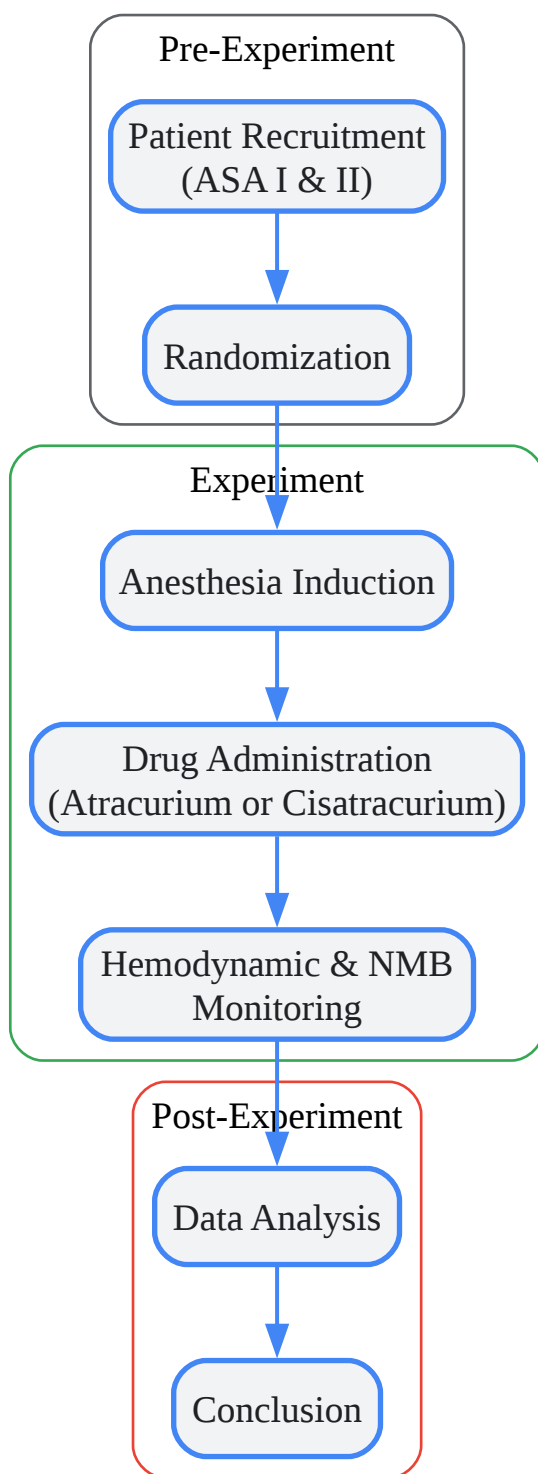 Pre-Experiment
Patient Recruitment
(ASA I & II)
Randomization
Experiment
Anesthesia Induction
Drug Administration
(Atracurium or Cisatracurium)
Hemodynamic & NMB
Monitoring
Post-Experiment
Data Analysis
Conclusion